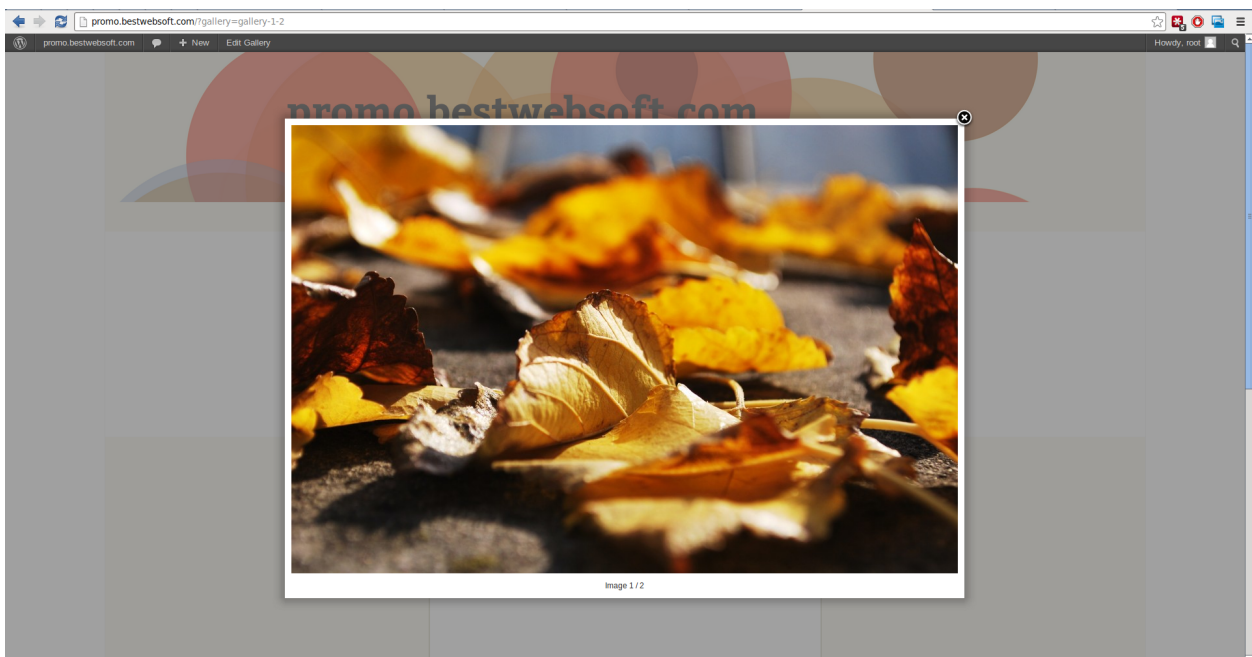 promo.bestwebsoft.com/?gallery=gallery-1-2
promo.bestwebsoft.com + New Edit Gallery Howdy, root
promo.bestwebsoft.com
Image 1 / 2